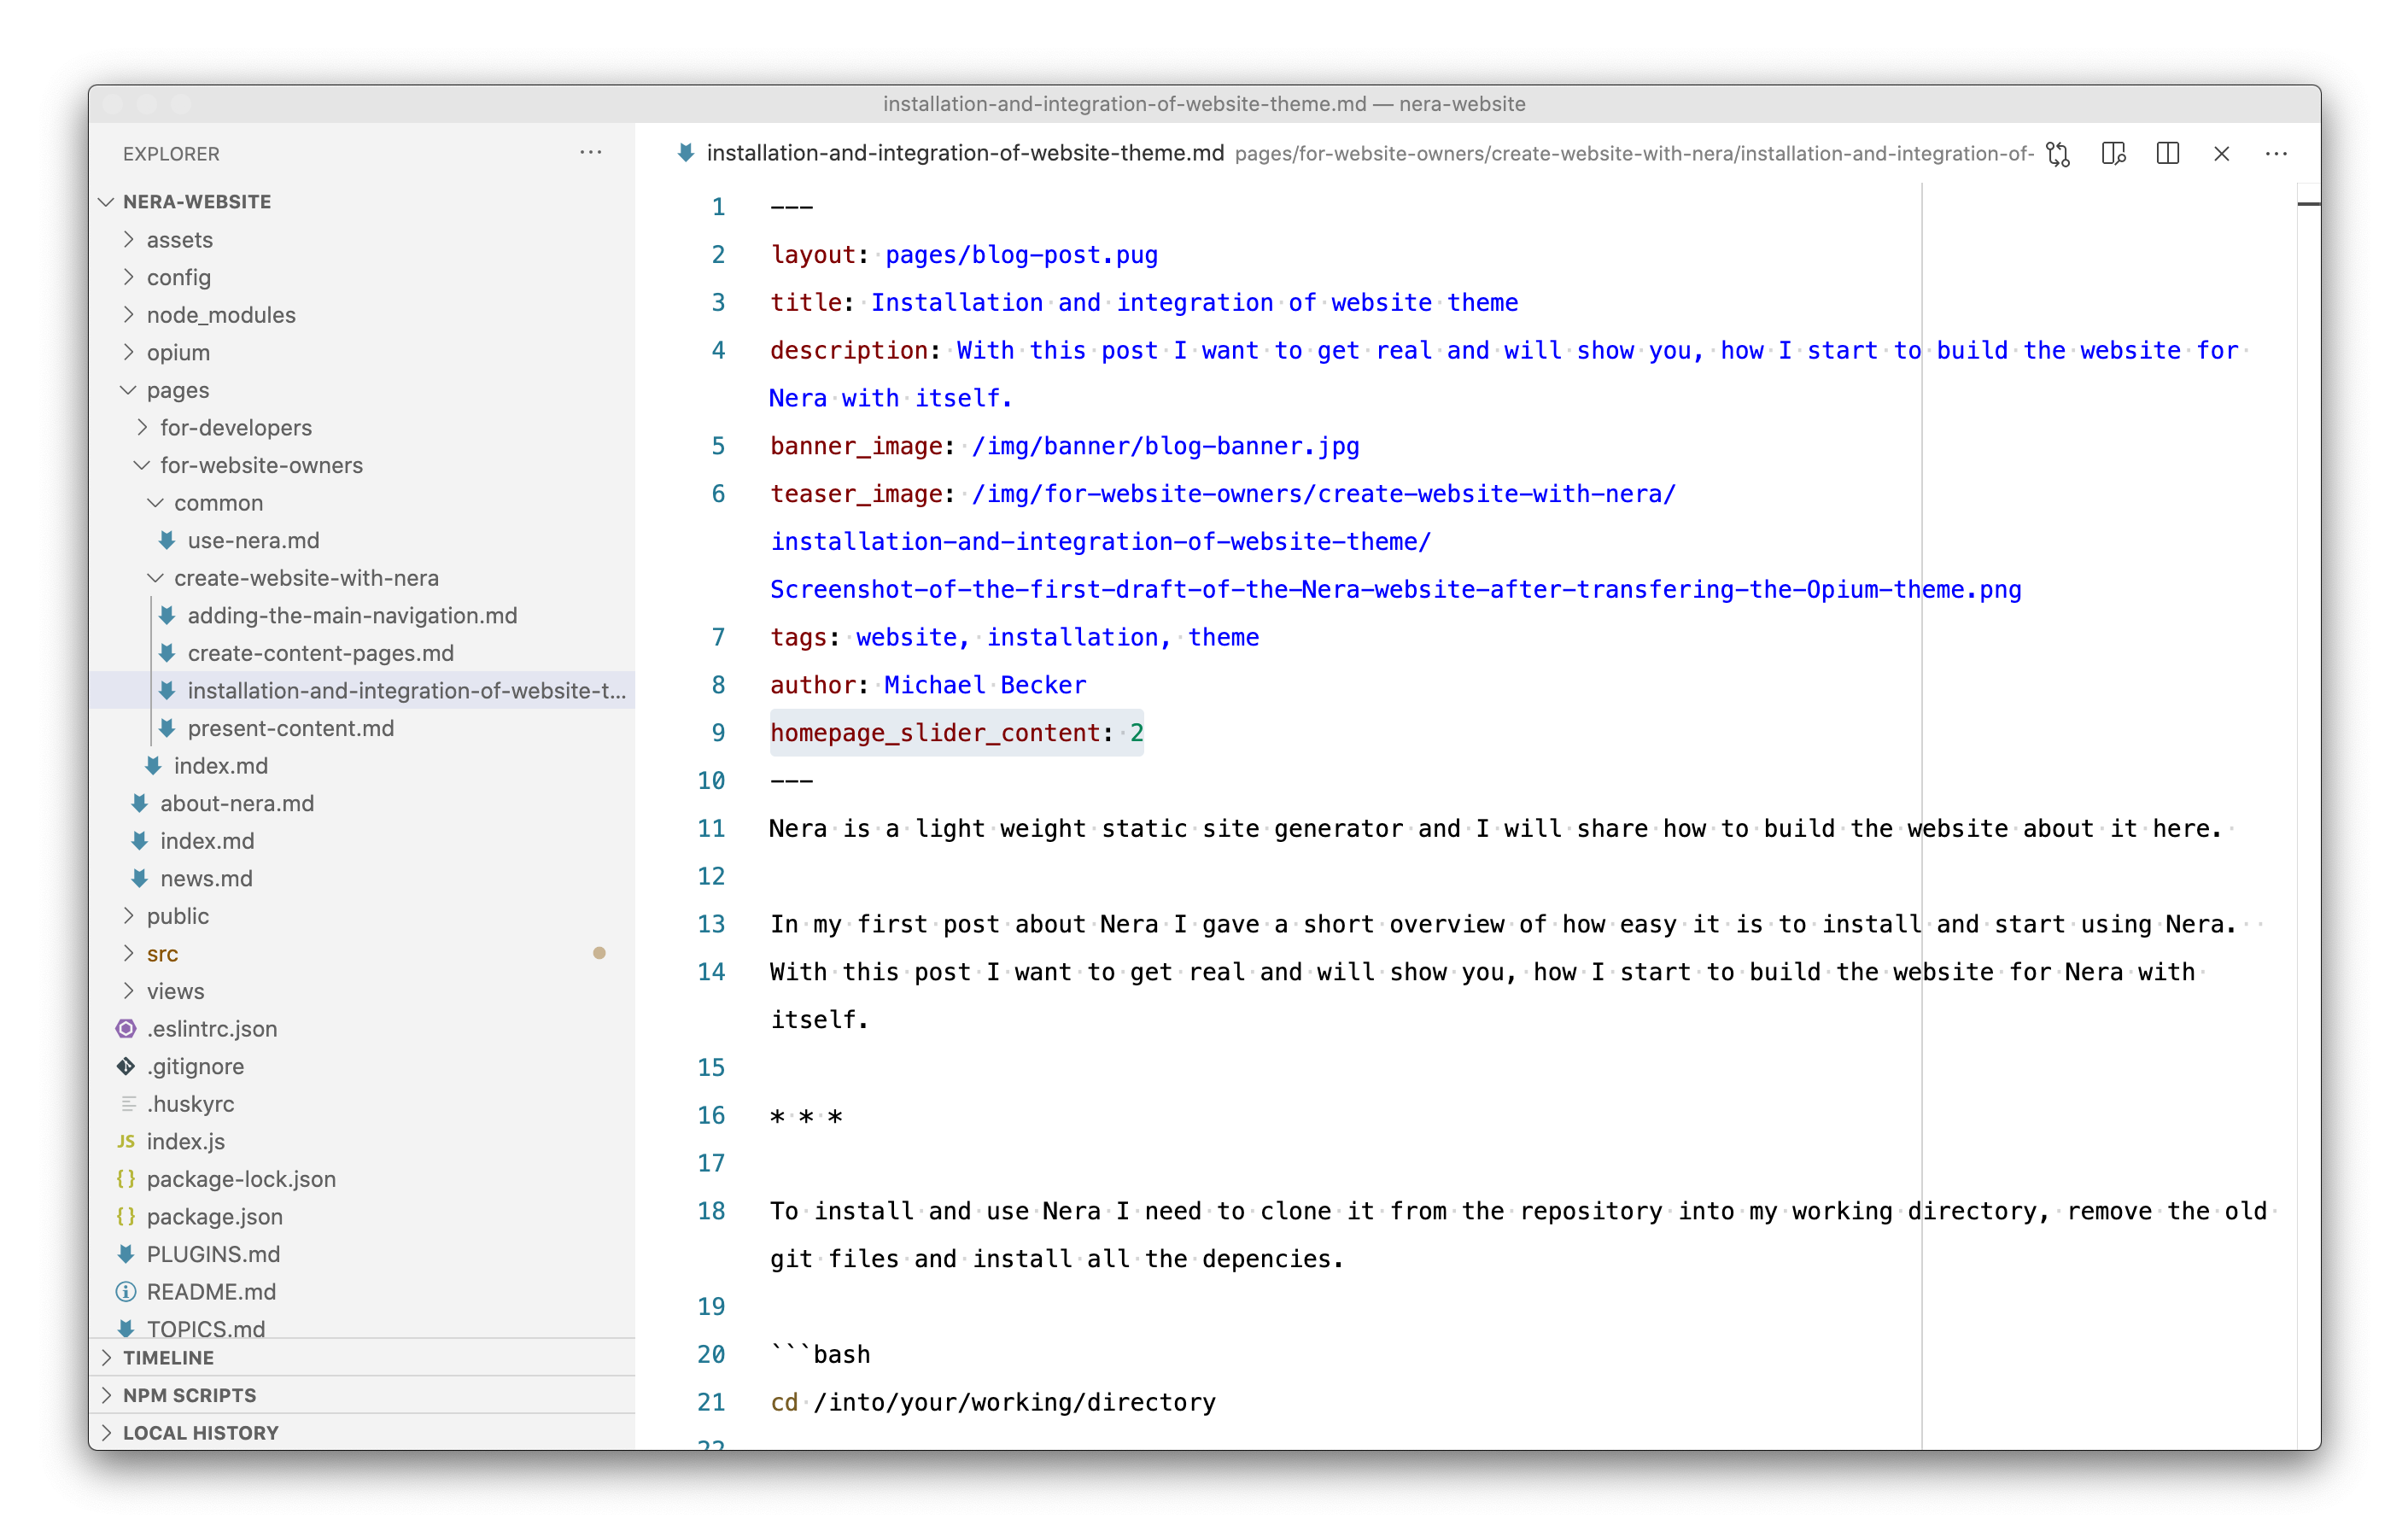 installation-and-integration-of-website-theme.md — nera-website
EXPLORER
NERA-WEBSITE
assets
config
node_modules
opium
pages
for-developers
for-website-owners
common
use-nera.md
create-website-with-nera
adding-the-main-navigation.md
create-content-pages.md
installation-and-integration-of-website-t...
present-content.md
index.md
about-nera.md
index.md
news.md
public
src
views
.eslintrc.json
.gitignore
.huskyrc
JS index.js
{} package-lock.json
{} package.json
PLUGINS.md
README.md
TOPICS.md
TIMELINE
NPM SCRIPTS
LOCAL HISTORY
installation-and-integration-of-website-theme.md pages/for-website-owners/create-website-with-nera/installation-and-integration-of-
1 ---
2 layout: pages/blog-post.pug
3 title: Installation and integration of website theme
4 description: With this post I want to get real and will show you, how I start to build the website for
Nera with itself.
5 banner_image: /img/banner/blog-banner.jpg
6 teaser_image: /img/for-website-owners/create-website-with-nera/
installation-and-integration-of-website-theme/
Screenshot-of-the-first-draft-of-the-Nera-website-after-transfering-the-Opium-theme.png
7 tags: website, installation, theme
8 author: Michael Becker
9 homepage_slider_content: 2
10 ---
11 Nera is a light weight static site generator and I will share how to build the website about it here.
12
13 In my first post about Nera I gave a short overview of how easy it is to install and start using Nera.
14 With this post I want to get real and will show you, how I start to build the website for Nera with
itself.
15
16 * * *
17
18 To install and use Nera I need to clone it from the repository into my working directory, remove the old
git files and install all the depencies.
19
20 ```bash
21 cd /into/your/working/directory
22